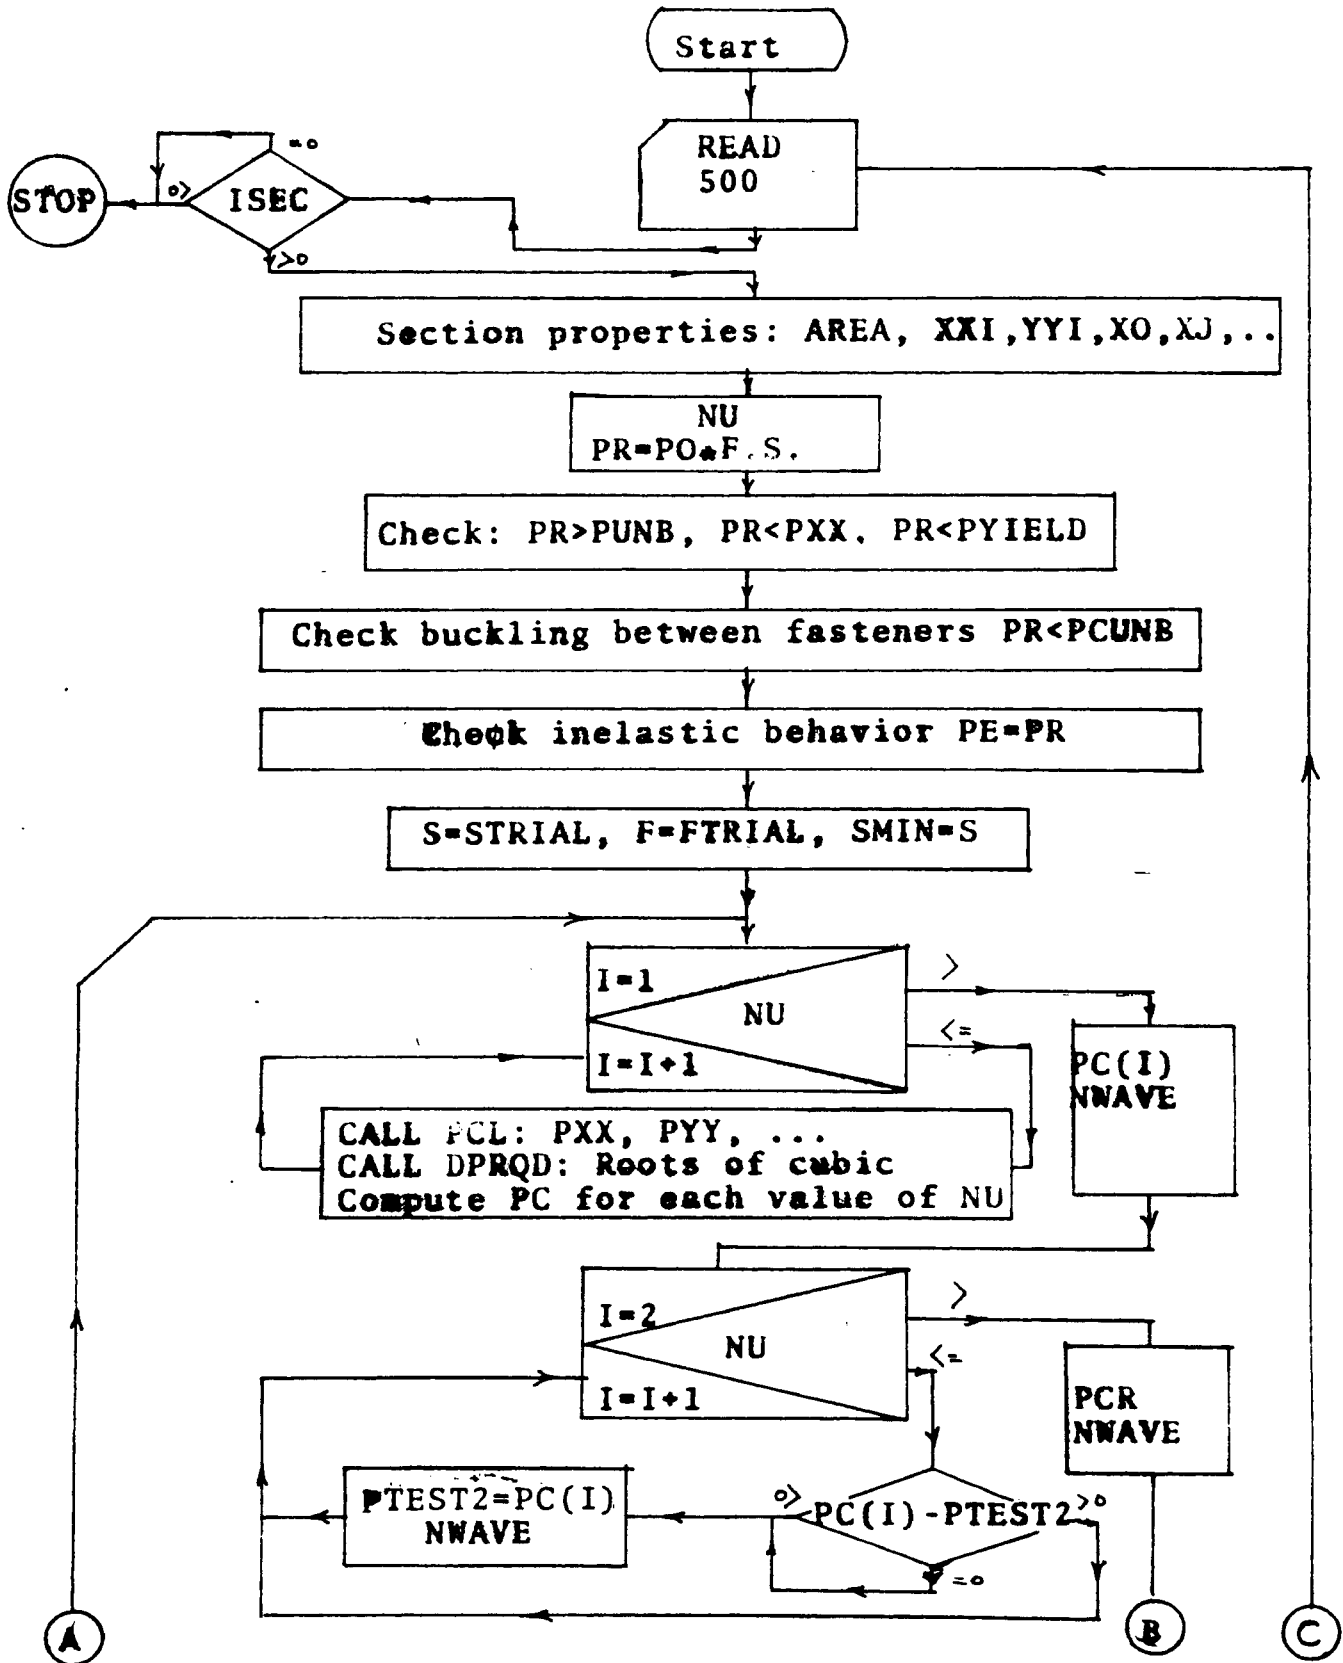 Start
READ
500
=0
STOP
0>
ISEC
>0
Section properties: AREA, XXI,YYI,XO,XJ,..
NU
PR=PO*F.S.
Check: PR>PUNB, PR<PXX. PR<PYIELD
Check buckling between fasteners PR<PCUNB
Check inelastic behavior PE=PR
S=STRIAL, F=FTRIAL, SMIN=S
I=1
NU
I=I+1
>
<=
PC(I)
NWAVE
CALL PCL: PXX, PYY, ...
CALL DPRQD: Roots of cubic
Compute PC for each value of NU
I=2
NU
I=I+1
>
<=
PCR
NWAVE
PTEST2=PC(I)
NWAVE
0>
PC(I)-PTEST2
>0
=0
A
B
C